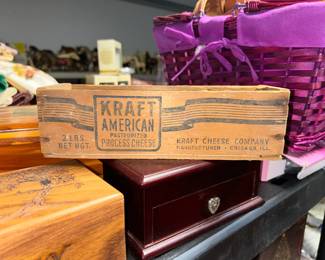 KRAFT
AMERICAN
PASTEURIZED
PROCESS CHEESE
2 LBS.
NET WGT.
KRAFT CHEESE COMPANY
CHICAGO, ILL.